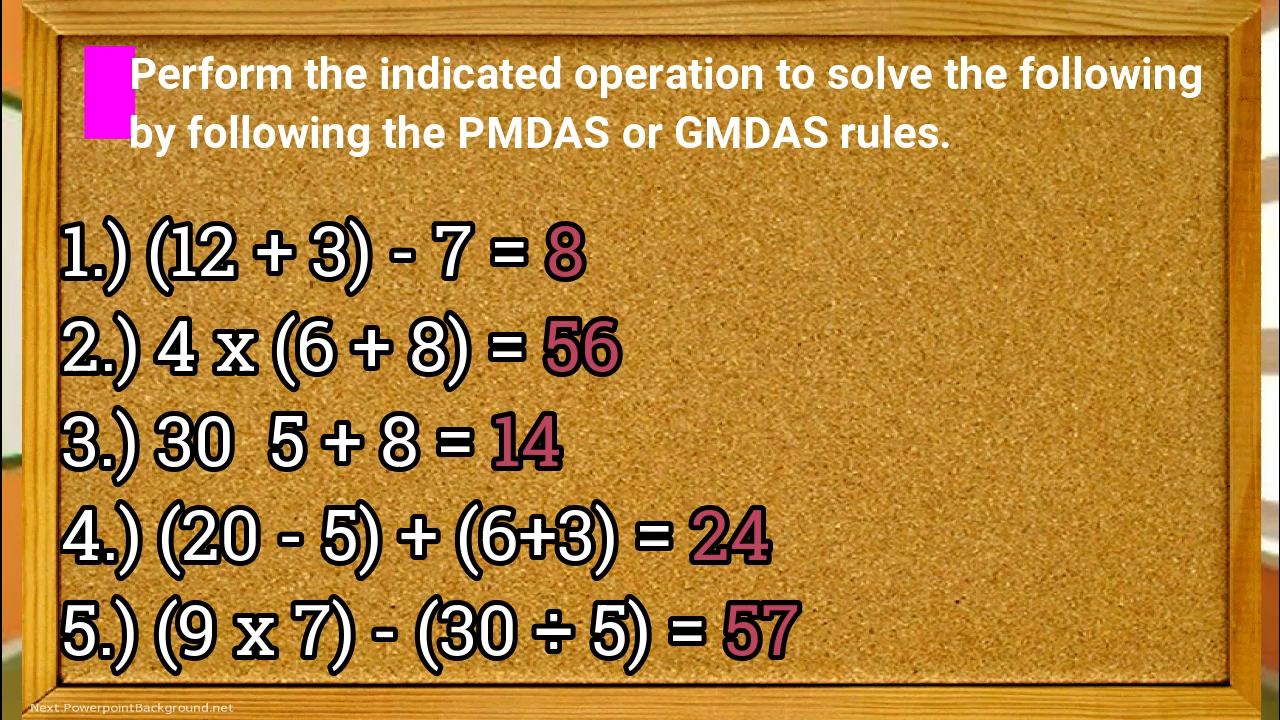 Perform the indicated operation to solve the following
by following the PMDAS or GMDAS rules.
1.) (12 + 3) - 7 = 8
2.) 4 x (6 + 8) = 56
3.) 30 5 + 8 = 14
4.) (20 - 5) + (6+3) = 24
5.) (9 x 7) - (30 ÷ 5) = 57
Next.PowerpointBackground.net